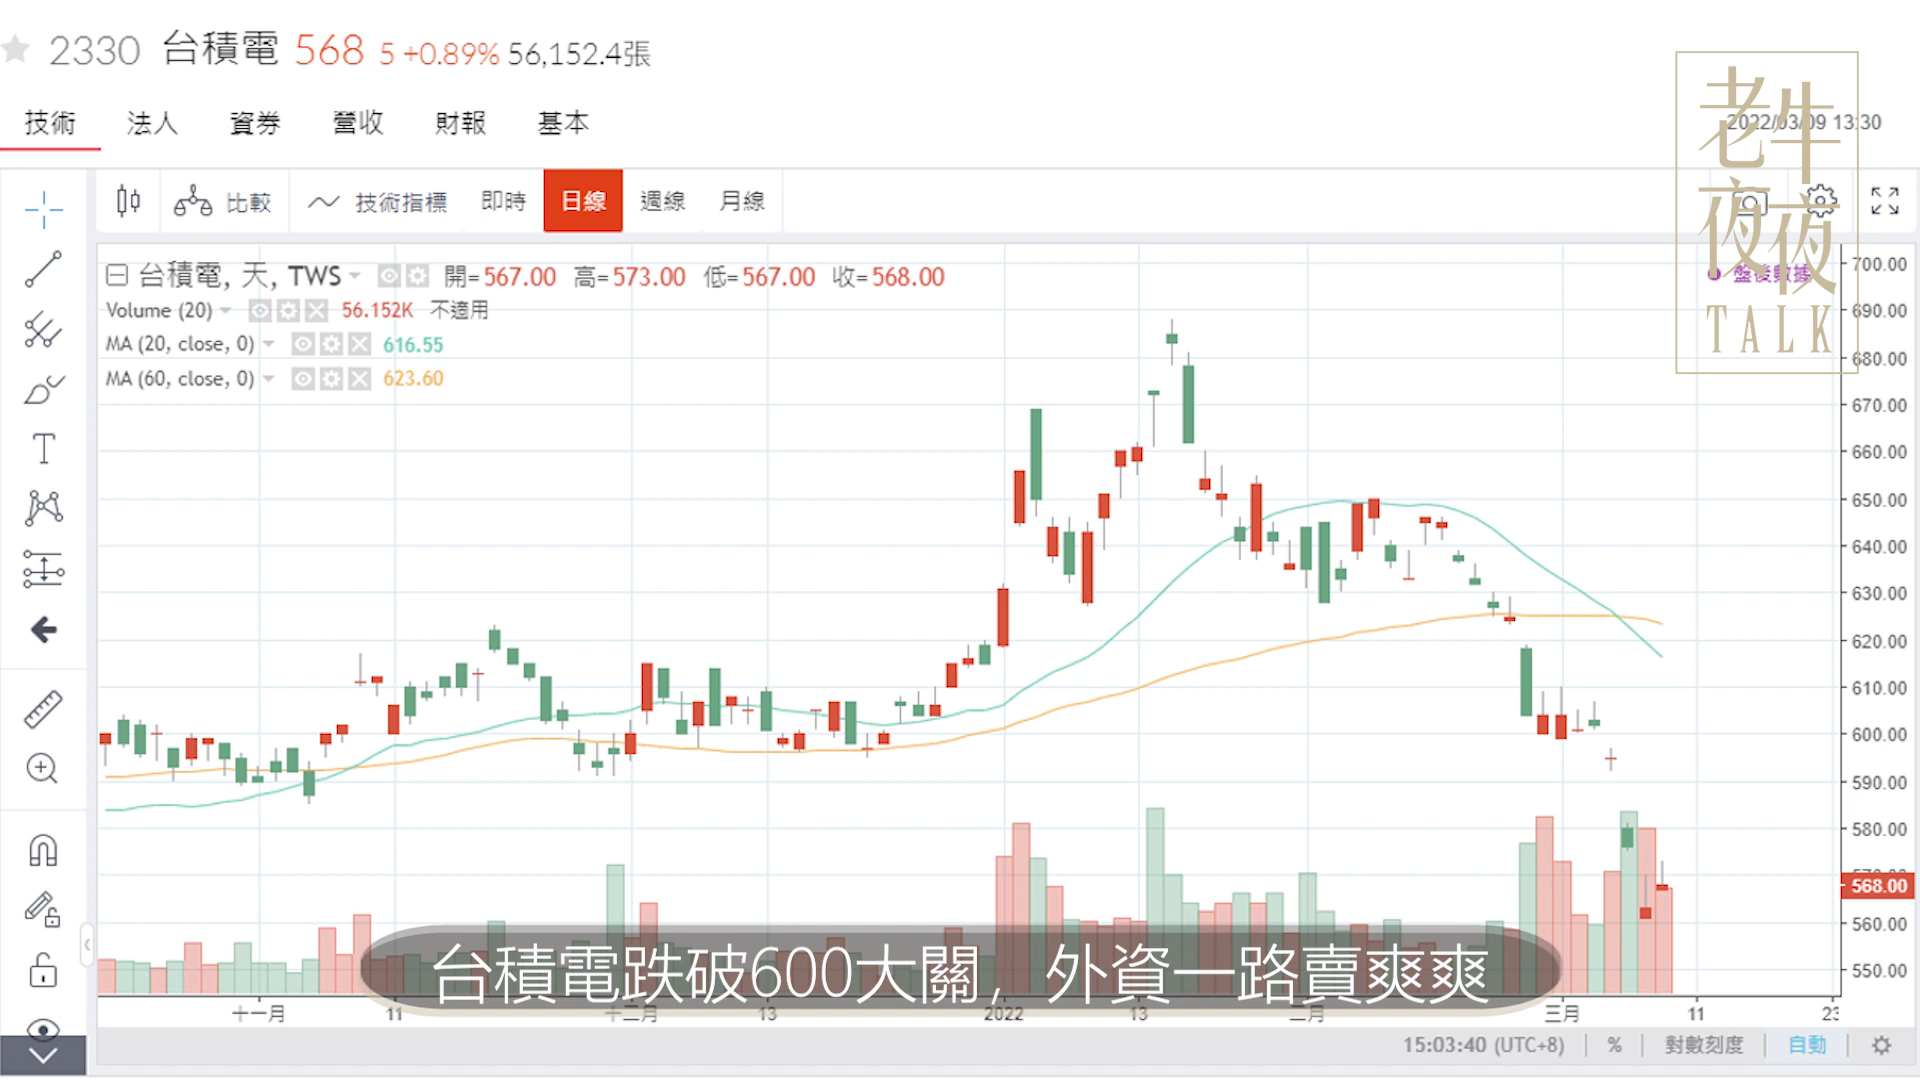 2330 台積電 568 5 +0.89% 56,152.4張
技術 法人 資券 營收 財報 基本
2022/03/09 13:30
老牛
夜夜
TALK
比較 技術指標 即時 日線 週線 月線
台積電, 天, TWS 開=567.00 高=573.00 低=567.00 收=568.00
盤後數據
Volume (20) 56.152K 不適用
MA (20, close, 0) 616.55
MA (60, close, 0) 623.60
700.00
690.00
680.00
670.00
660.00
650.00
640.00
630.00
620.00
610.00
600.00
590.00
580.00
568.00
560.00
550.00
台積電跌破600大關, 外資一路賣爽爽
十一月 11 十二月 13 2022 13 二月 三月 11 23
15:03:40 (UTC+8) % 對數刻度 自動